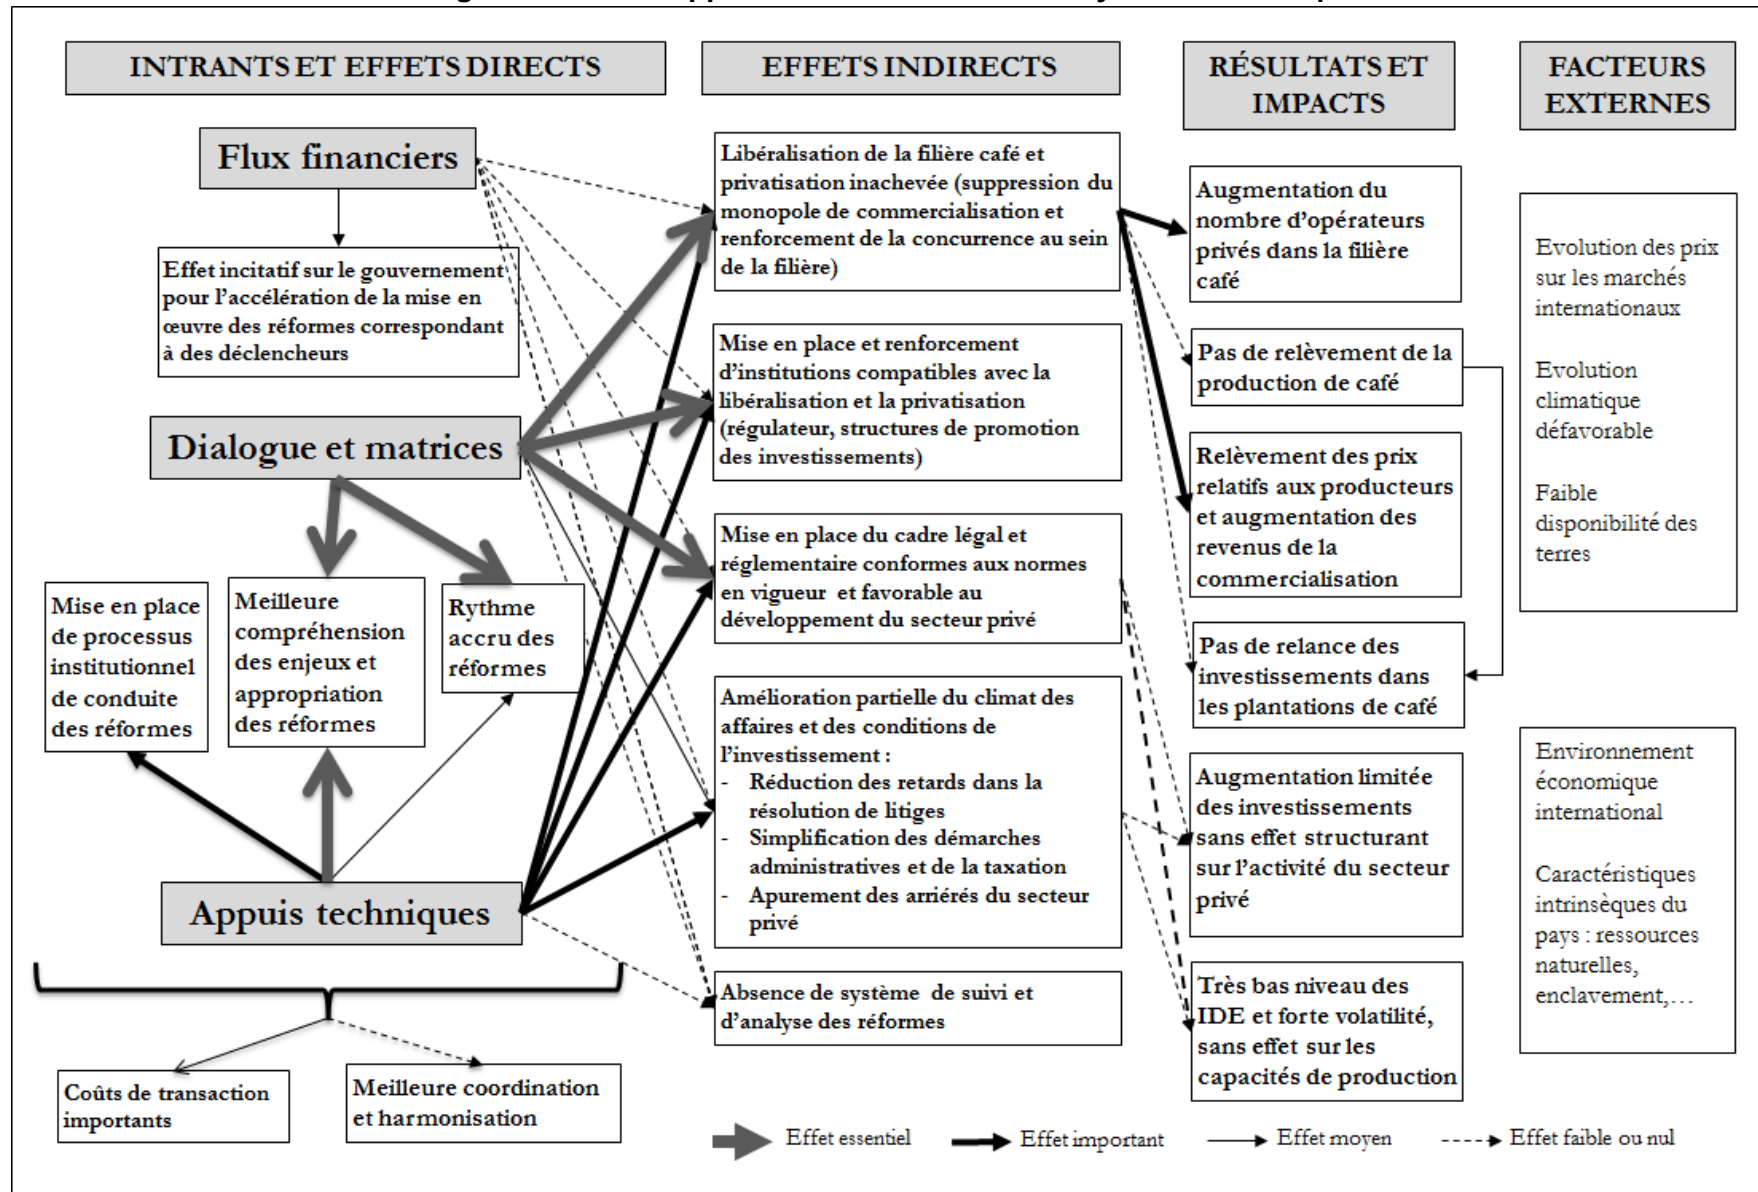 INTRANTS ET EFFETS DIRECTS
EFFETS INDIRECTS
RÉSULTATS ET
IMPACTS
FACTEURS
EXTERNES
Flux financiers
Effet incitatif sur le gouvernement
pour l'accélération de la mise en
œuvre des réformes correspondant
à des déclencheurs
Dialogue et matrices
Mise en place
de processus
institutionnel
de conduite
des réformes
Meilleure
compréhension
des enjeux et
appropriation
des réformes
Rythme
accru des
réformes
Appuis techniques
Coûts de transaction
importants
Meilleure coordination
et harmonisation
Libéralisation de la filière café et
privatisation inachevée (suppression du
monopole de commercialisation et
renforcement de la concurrence au sein
de la filière)
Mise en place et renforcement
d'institutions compatibles avec la
libéralisation et la privatisation
(régulateur, structures de promotion
des investissements)
Mise en place du cadre légal et
réglementaire conformes aux normes
en vigueur et favorable au
développement du secteur privé
Amélioration partielle du climat des
affaires et des conditions de
l'investissement :
- Réduction des retards dans la
résolution de litiges
- Simplification des démarches
administratives et de la taxation
- Apurement des arriérés du secteur
privé
Absence de système de suivi et
d'analyse des réformes
Augmentation du
nombre d'opérateurs
privés dans la filière
café
Pas de relèvement de la
production de café
Relèvement des prix
relatifs aux producteurs
et augmentation des
revenus de la
commercialisation
Pas de relance des
investissements dans
les plantations de café
Augmentation limitée
des investissements
sans effet structurant
sur l'activité du secteur
privé
Très bas niveau des
IDE et forte volatilité,
sans effet sur les
capacités de production
Evolution des prix
sur les marchés
internationaux
Evolution
climatique
défavorable
Faible
disponibilité des
terres
Environnement
économique
international
Caractéristiques
intrinsèques du
pays : ressources
naturelles,
enclavement,…
Effet essentiel
Effet important
Effet moyen
Effet faible ou nul